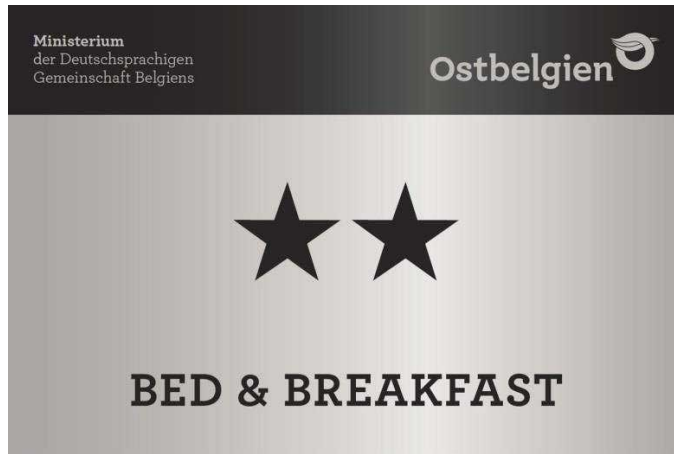 Ministerium
der Deutschsprachigen
Gemeinschaft Belgiens
Ostbelgien
BED & BREAKFAST